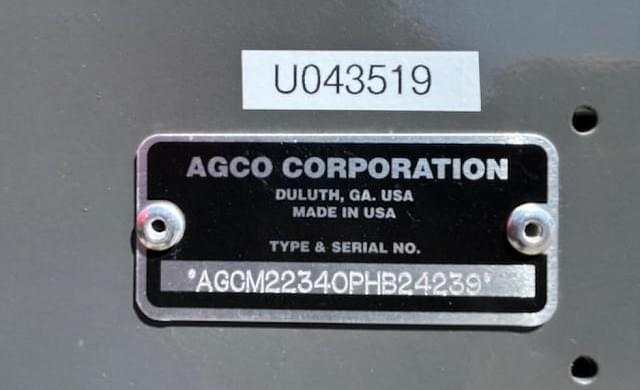 U043519
AGCO CORPORATION
DULUTH, GA. USA
MADE IN USA
TYPE & SERIAL NO.
*AGCM22340PHB24239*